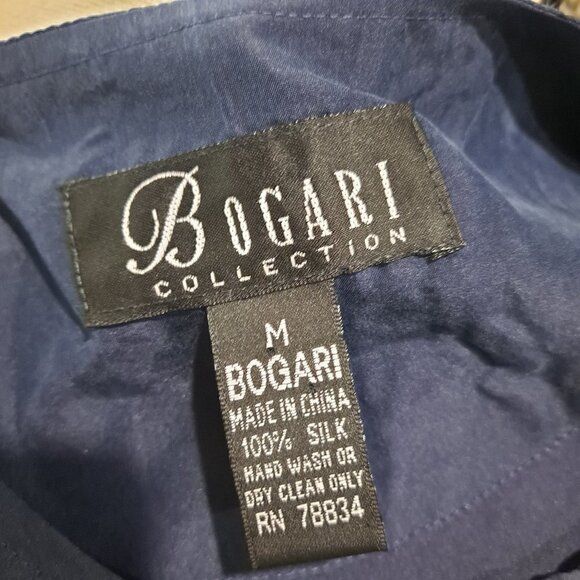 BOGARI
COLLECTION
M
BOGARI
MADE IN CHINA
100% SILK
HAND WASH OR
DRY CLEAN ONLY
RN 78834